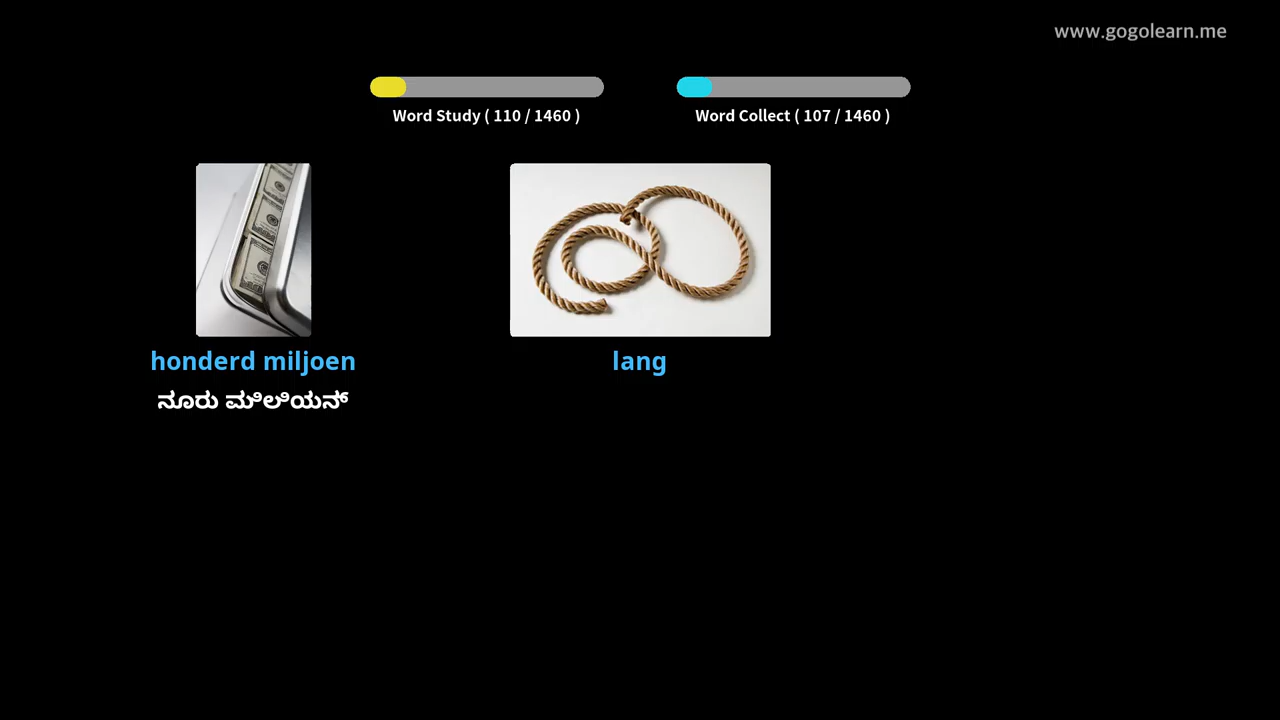 www.gogolearn.me
Word Study ( 110 / 1460 )
Word Collect ( 107 / 1460 )
honderd miljoen
lang
ನೂರು ಮಿಲಿಯನ್